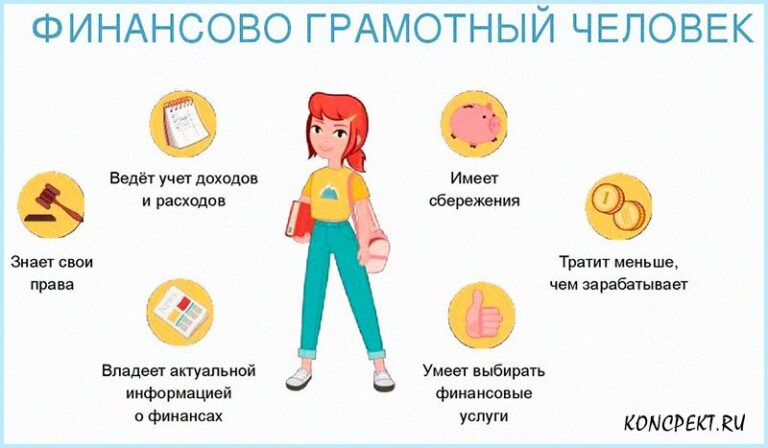 ФИНАНСОВО ГРАМОТНЫЙ ЧЕЛОВЕК
Ведёт учет доходов
и расходов
Имеет
сбережения
Знает свои
права
Тратит меньше,
чем зарабатывает
Владеет актуальной
информацией
о финансах
Умеет выбирать
финансовые
услуги
KONCPEKT.RU